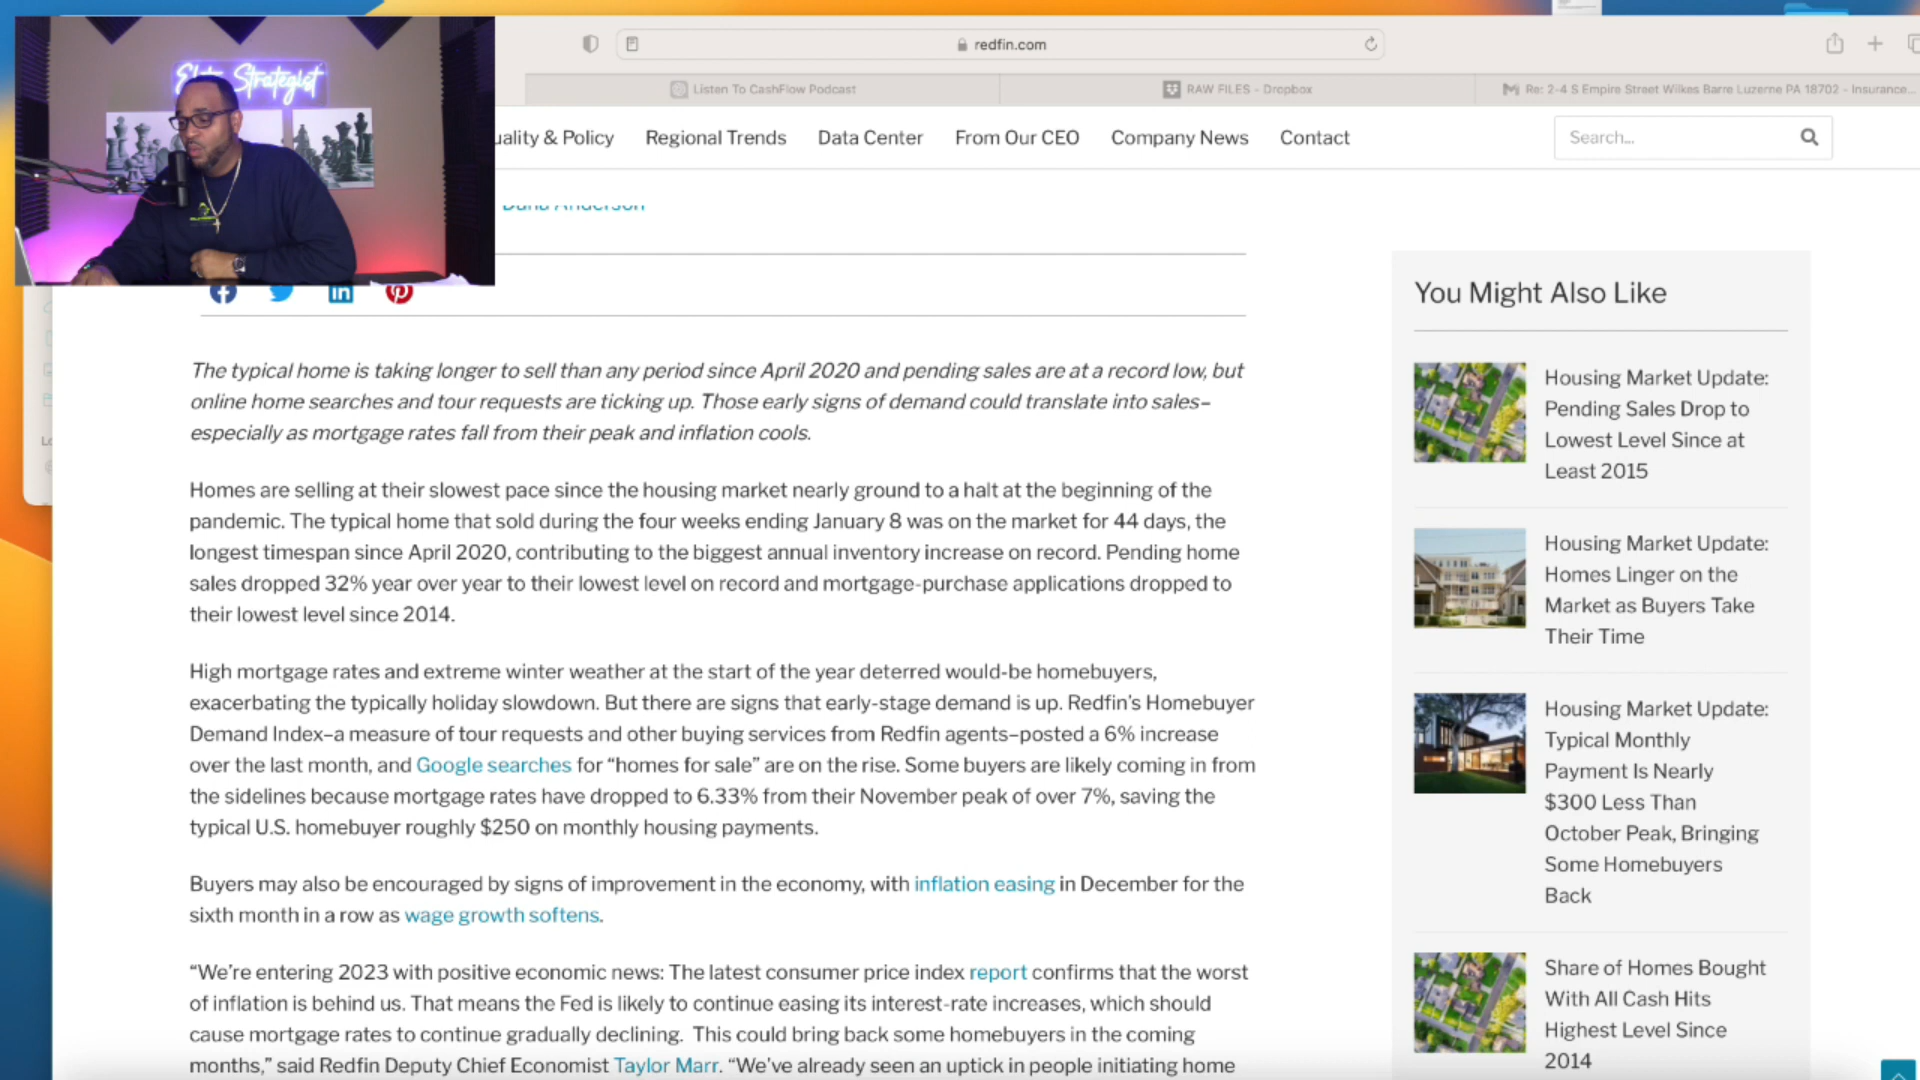 Elite Strategist
redfin.com
Listen To CashFlow Podcast
RAW FILES - Dropbox
Re: 2-4 S Empire Street Wilkes Barre Luzerne PA 18702 - Insurance...
uality & Policy
Regional Trends
Data Center
From Our CEO
Company News
Contact
Search...
Dana Anderson
The typical home is taking longer to sell than any period since April 2020 and pending sales are at a record low, but
online home searches and tour requests are ticking up. Those early signs of demand could translate into sales–
especially as mortgage rates fall from their peak and inflation cools.
Homes are selling at their slowest pace since the housing market nearly ground to a halt at the beginning of the
pandemic. The typical home that sold during the four weeks ending January 8 was on the market for 44 days, the
longest timespan since April 2020, contributing to the biggest annual inventory increase on record. Pending home
sales dropped 32% year over year to their lowest level on record and mortgage-purchase applications dropped to
their lowest level since 2014.
High mortgage rates and extreme winter weather at the start of the year deterred would-be homebuyers,
exacerbating the typically holiday slowdown. But there are signs that early-stage demand is up. Redfin's Homebuyer
Demand Index–a measure of tour requests and other buying services from Redfin agents–posted a 6% increase
over the last month, and Google searches for “homes for sale” are on the rise. Some buyers are likely coming in from
the sidelines because mortgage rates have dropped to 6.33% from their November peak of over 7%, saving the
typical U.S. homebuyer roughly $250 on monthly housing payments.
Buyers may also be encouraged by signs of improvement in the economy, with inflation easing in December for the
sixth month in a row as wage growth softens.
“We're entering 2023 with positive economic news: The latest consumer price index report confirms that the worst
of inflation is behind us. That means the Fed is likely to continue easing its interest-rate increases, which should
cause mortgage rates to continue gradually declining. This could bring back some homebuyers in the coming
months,” said Redfin Deputy Chief Economist Taylor Marr. “We've already seen an uptick in people initiating home
You Might Also Like
Housing Market Update:
Pending Sales Drop to
Lowest Level Since at
Least 2015
Housing Market Update:
Homes Linger on the
Market as Buyers Take
Their Time
Housing Market Update:
Typical Monthly
Payment Is Nearly
$300 Less Than
October Peak, Bringing
Some Homebuyers
Back
Share of Homes Bought
With All Cash Hits
Highest Level Since
2014